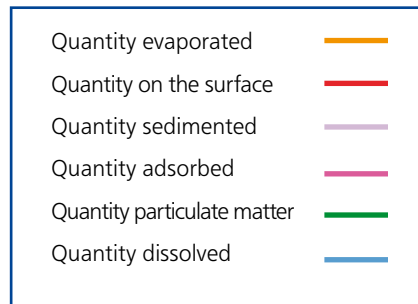 Quantity evaporated
Quantity on the surface
Quantity sedimented
Quantity adsorbed
Quantity particulate matter
Quantity dissolved